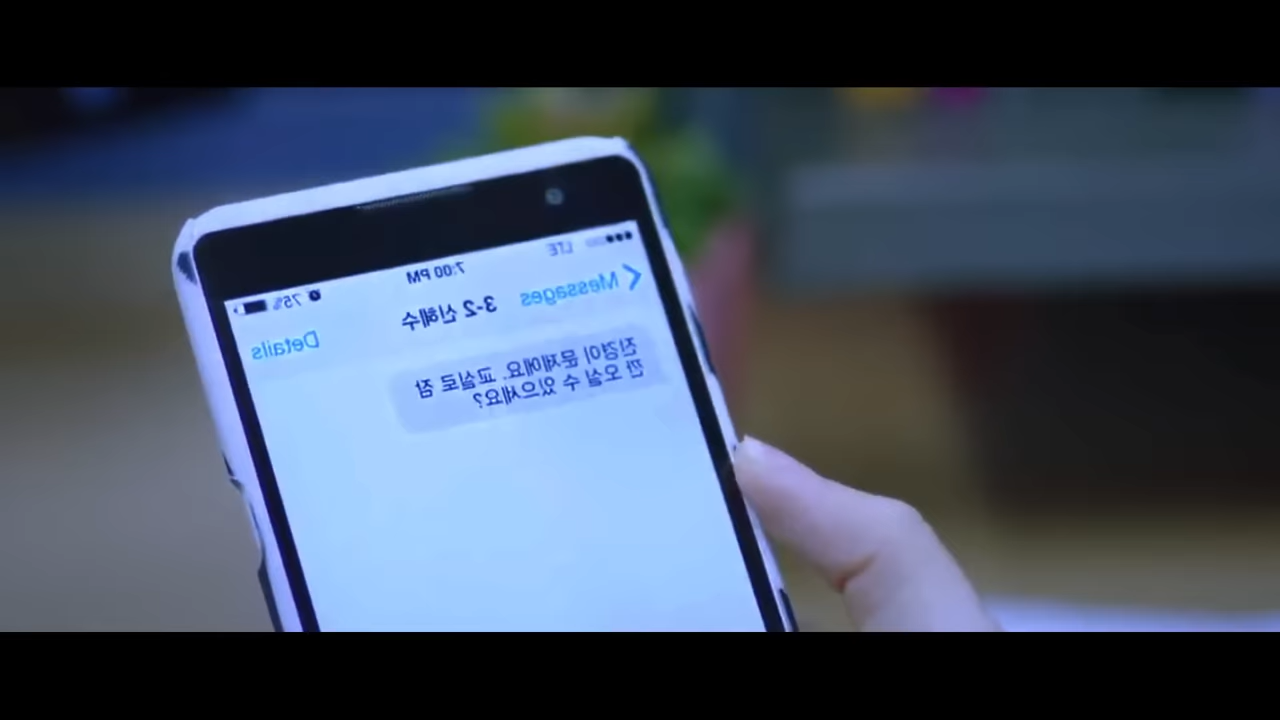 LTE
7:00 PM
75%
Messages
3-2 신혜수
Details
진경이 문제에요. 교실로 잠
깐 오실 수 있으세요?